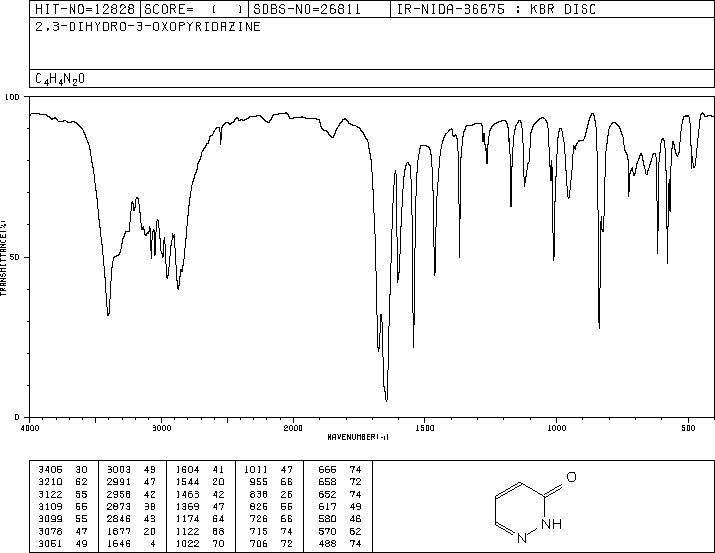 HIT-NO=12828 SCORE= ( ) SDBS-NO=26811 IR-NIDA-36675 : KBR DISC
2,3-DIHYDRO-3-OXOPYRIDAZINE
C4H4N2O
100
50
0
TRANSMITTANCE(%)
4000 3000 2000 1500 1000 500
WAVENUMBER(-1)
3405 30 3003 49 1604 41 1011 47 666 74
3210 62 2991 47 1544 20 955 66 658 72
3122 55 2958 42 1463 42 838 26 652 74
3109 55 2873 38 1369 47 826 55 617 49
3099 55 2846 43 1174 64 726 66 580 46
3078 47 1677 20 1122 68 715 74 570 62
3051 49 1646 4 1022 70 706 72 488 74
O
NH
N